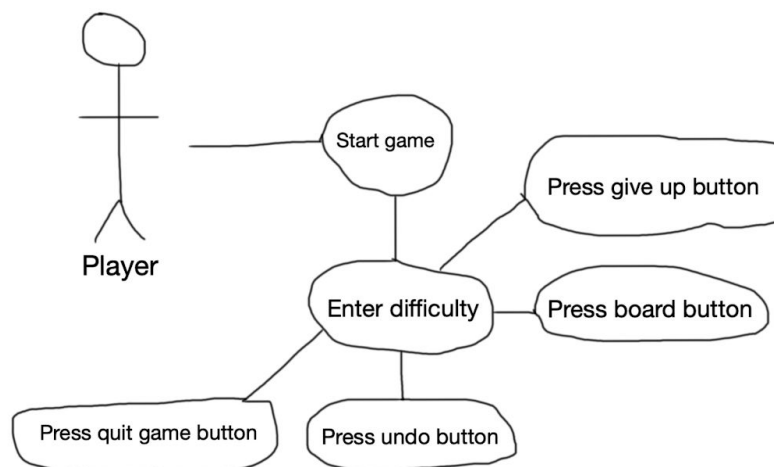 Start game
Press give up button
Player
Enter difficulty
Press board button
Press quit game button
Press undo button